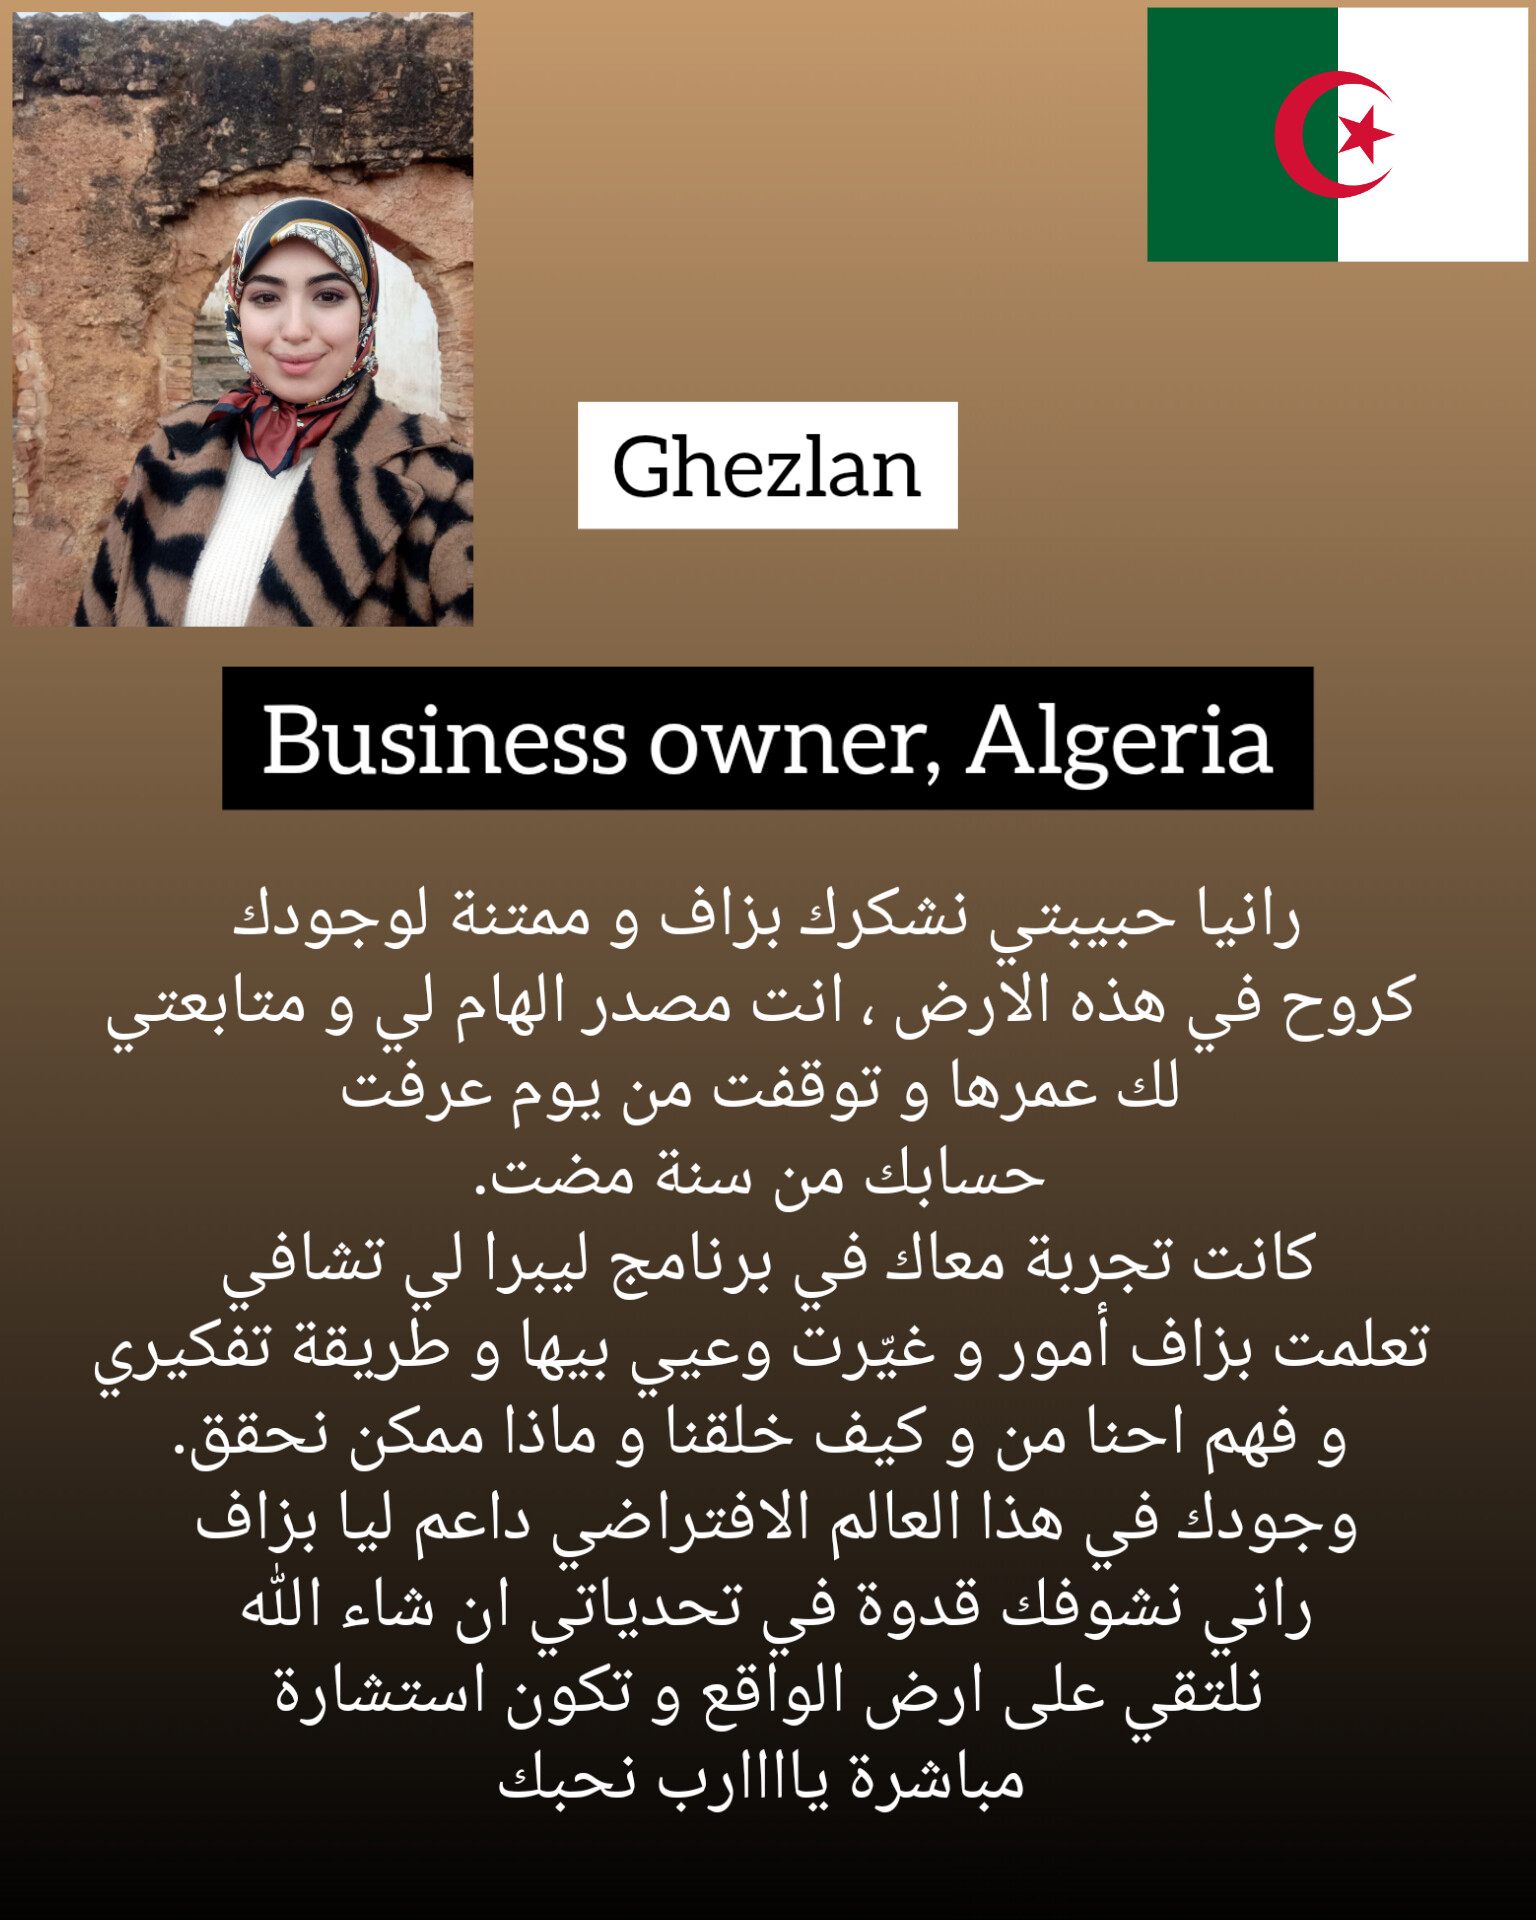 Ghezlan
Business owner, Algeria
رانيا حبيبتي نشكرك بزاف و ممتنة لوجودك
كروح في هذه الارض ، انت مصدر الهام لي و متابعتي
لك عمرها و توقفت من يوم عرفت
حسابك من سنة مضت.
كانت تجربة معاك في برنامج ليبرا لي تشافي
تعلمت بزاف أمور و غيّرت وعيي بيها و طريقة تفكيري
و فهم احنا من و كيف خلقنا و ماذا ممكن نحقق.
وجودك في هذا العالم الافتراضي داعم ليا بزاف
راني نشوفك قدوة في تحدياتي ان شاء الله
نلتقي على ارض الواقع و تكون استشارة
مباشرة ياااارب نحبك